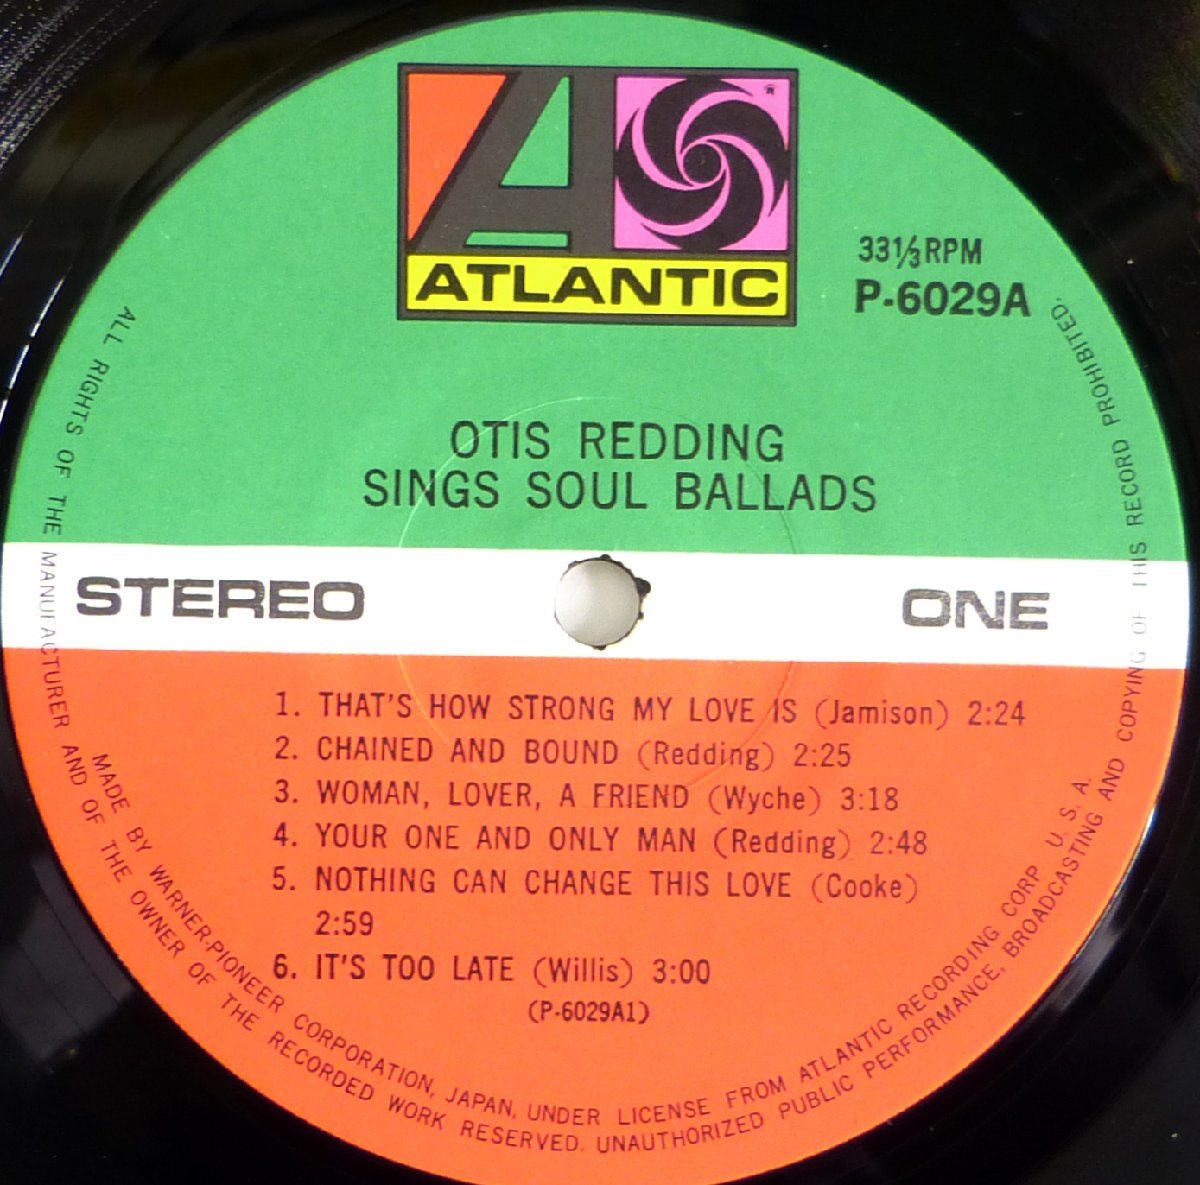 ATLANTIC
33⅓RPM
P-6029A
OTIS REDDING
SINGS SOUL BALLADS
STEREO
ONE
1. THAT'S HOW STRONG MY LOVE IS (Jamison) 2:24
2. CHAINED AND BOUND (Redding) 2:25
3. WOMAN, LOVER, A FRIEND (Wyche) 3:18
4. YOUR ONE AND ONLY MAN (Redding) 2:48
5. NOTHING CAN CHANGE THIS LOVE (Cooke)
2:59
6. IT'S TOO LATE (Willis) 3:00
(P-6029A1)
MADE BY WARNER-PIONEER CORPORATION, JAPAN, UNDER LICENSE FROM ATLANTIC RECORDING CORP U. S. A.
ALL RIGHTS OF THE MANUFACTURER AND OF THE OWNER OF THE RECORDED WORK RESERVED. UNAUTHORIZED PUBLIC PERFORMANCE, BROADCASTING AND COPYING OF THIS RECORD PROHIBITED.